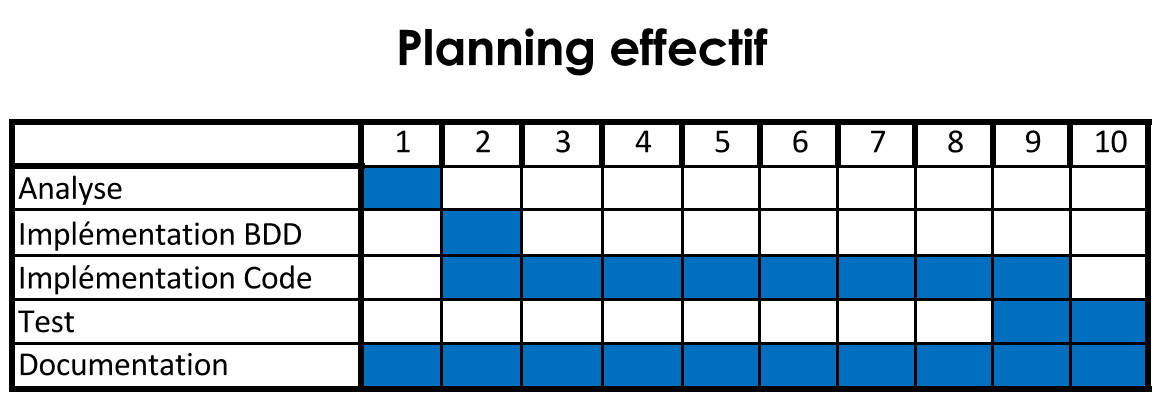 Planning effectif
1 2 3 4 5 6 7 8 9 10
Analyse
Implémentation BDD
Implémentation Code
Test
Documentation